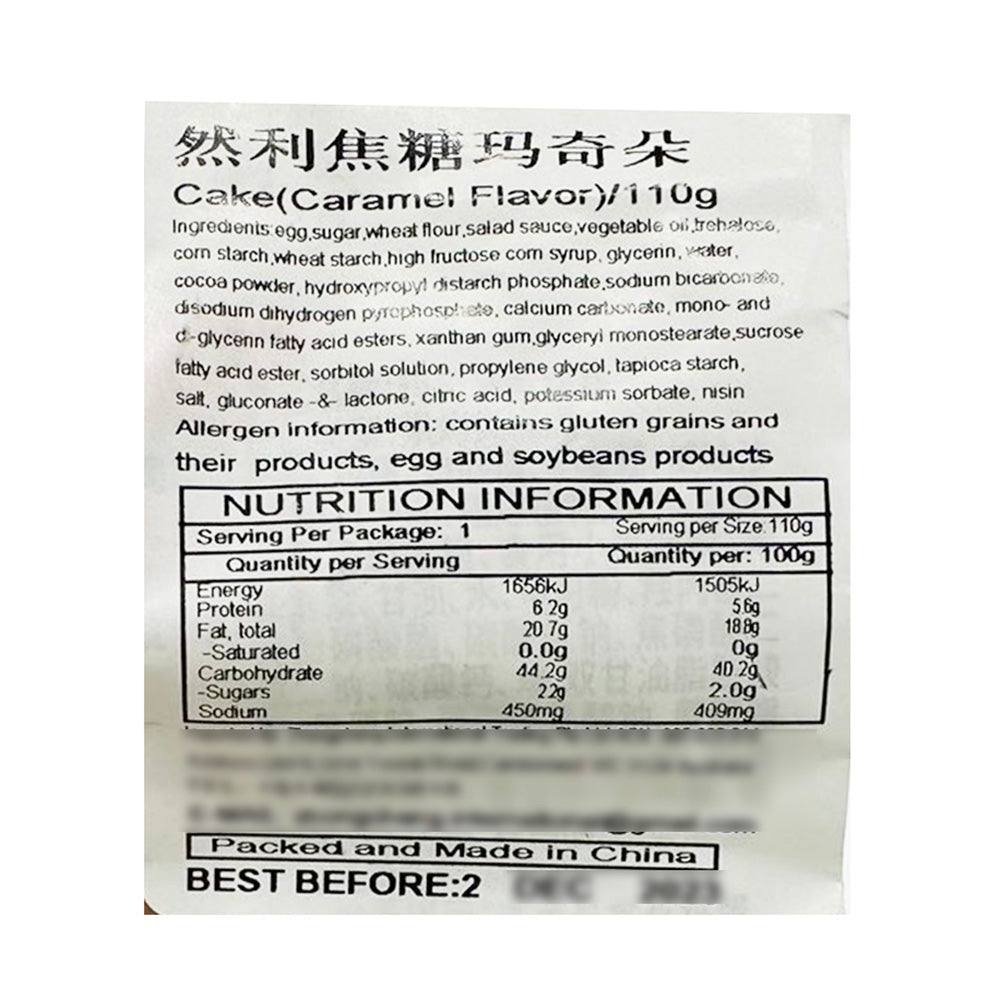 然利焦糖玛奇朵
Cake(Caramel Flavor)/110g
Ingredients:egg,sugar,wheat flour,salad sauce,vegetable oil,trehalose,
corn starch,wheat starch,high fructose corn syrup, glycerin, water,
cocoa powder, hydroxypropyl distarch phosphate,sodium bicarbonate,
disodium dihydrogen pyrophosphate, calcium carbonate, mono- and
d-glycerin fatty acid esters, xanthan gum,glyceryl monostearate,sucrose
fatty acid ester, sorbitol solution, propylene glycol, tapioca starch,
salt, gluconate -&- lactone, citric acid, potassium sorbate, nisin
Allergen information: contains gluten grains and
their products, egg and soybeans products
NUTRITION INFORMATION
Serving Per Package: 1 Serving per Size:110g
Quantity per Serving Quantity per: 100g
Energy 1656kJ 1505kJ
Protein 6.2g 5.6g
Fat, total 20.7g 18.8g
-Saturated 0.0g 0g
Carbohydrate 44.2g 40.2g
-Sugars 2.2g 2.0g
Sodium 450mg 409mg
Packed and Made in China
BEST BEFORE:2 DEC 2023